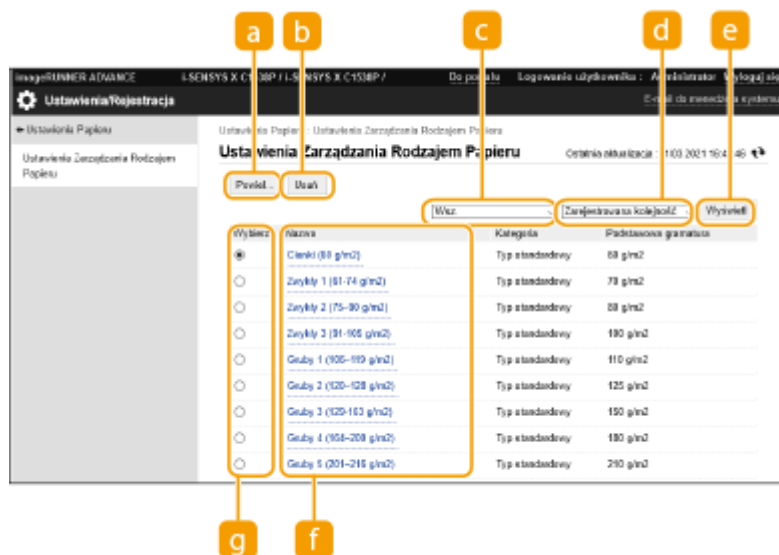 a b c d e
imageRUNNER ADVANCE i-SENSYS X C1538P / i-SENSYS X C1538P / Do portalu Logowanie użytkownika : Administrator Wyloguj się
Ustawienia/Rejestracja E-mail do menedżera systemu
Ustawienia Papieru
Ustawienia Papieru : Ustawienia Zarządzania Rodzajem Papieru
Ustawienia Zarządzania Rodzajem Papieru
Ustawienia Zarządzania Rodzajem Papieru Ostatnia aktualizacja : 03.2021 16:4 46
Powiel... Usuń
Wsz. Zarejestrowana kolejność Wyświetl
Wybierz Nazwa Kategoria Podstawowa gramatura
Cienki (60 g/m2) Typ standardowy 60 g/m2
Zwykły 1 (61-74 g/m2) Typ standardowy 70 g/m2
Zwykły 2 (75–90 g/m2) Typ standardowy 80 g/m2
Zwykły 3 (91-105 g/m2) Typ standardowy 100 g/m2
Gruby 1 (106–119 g/m2) Typ standardowy 110 g/m2
Gruby 2 (120–128 g/m2) Typ standardowy 125 g/m2
Gruby 3 (129-163 g/m2) Typ standardowy 150 g/m2
Gruby 4 (164–200 g/m2) Typ standardowy 180 g/m2
Gruby 5 (201–216 g/m2) Typ standardowy 210 g/m2
g f